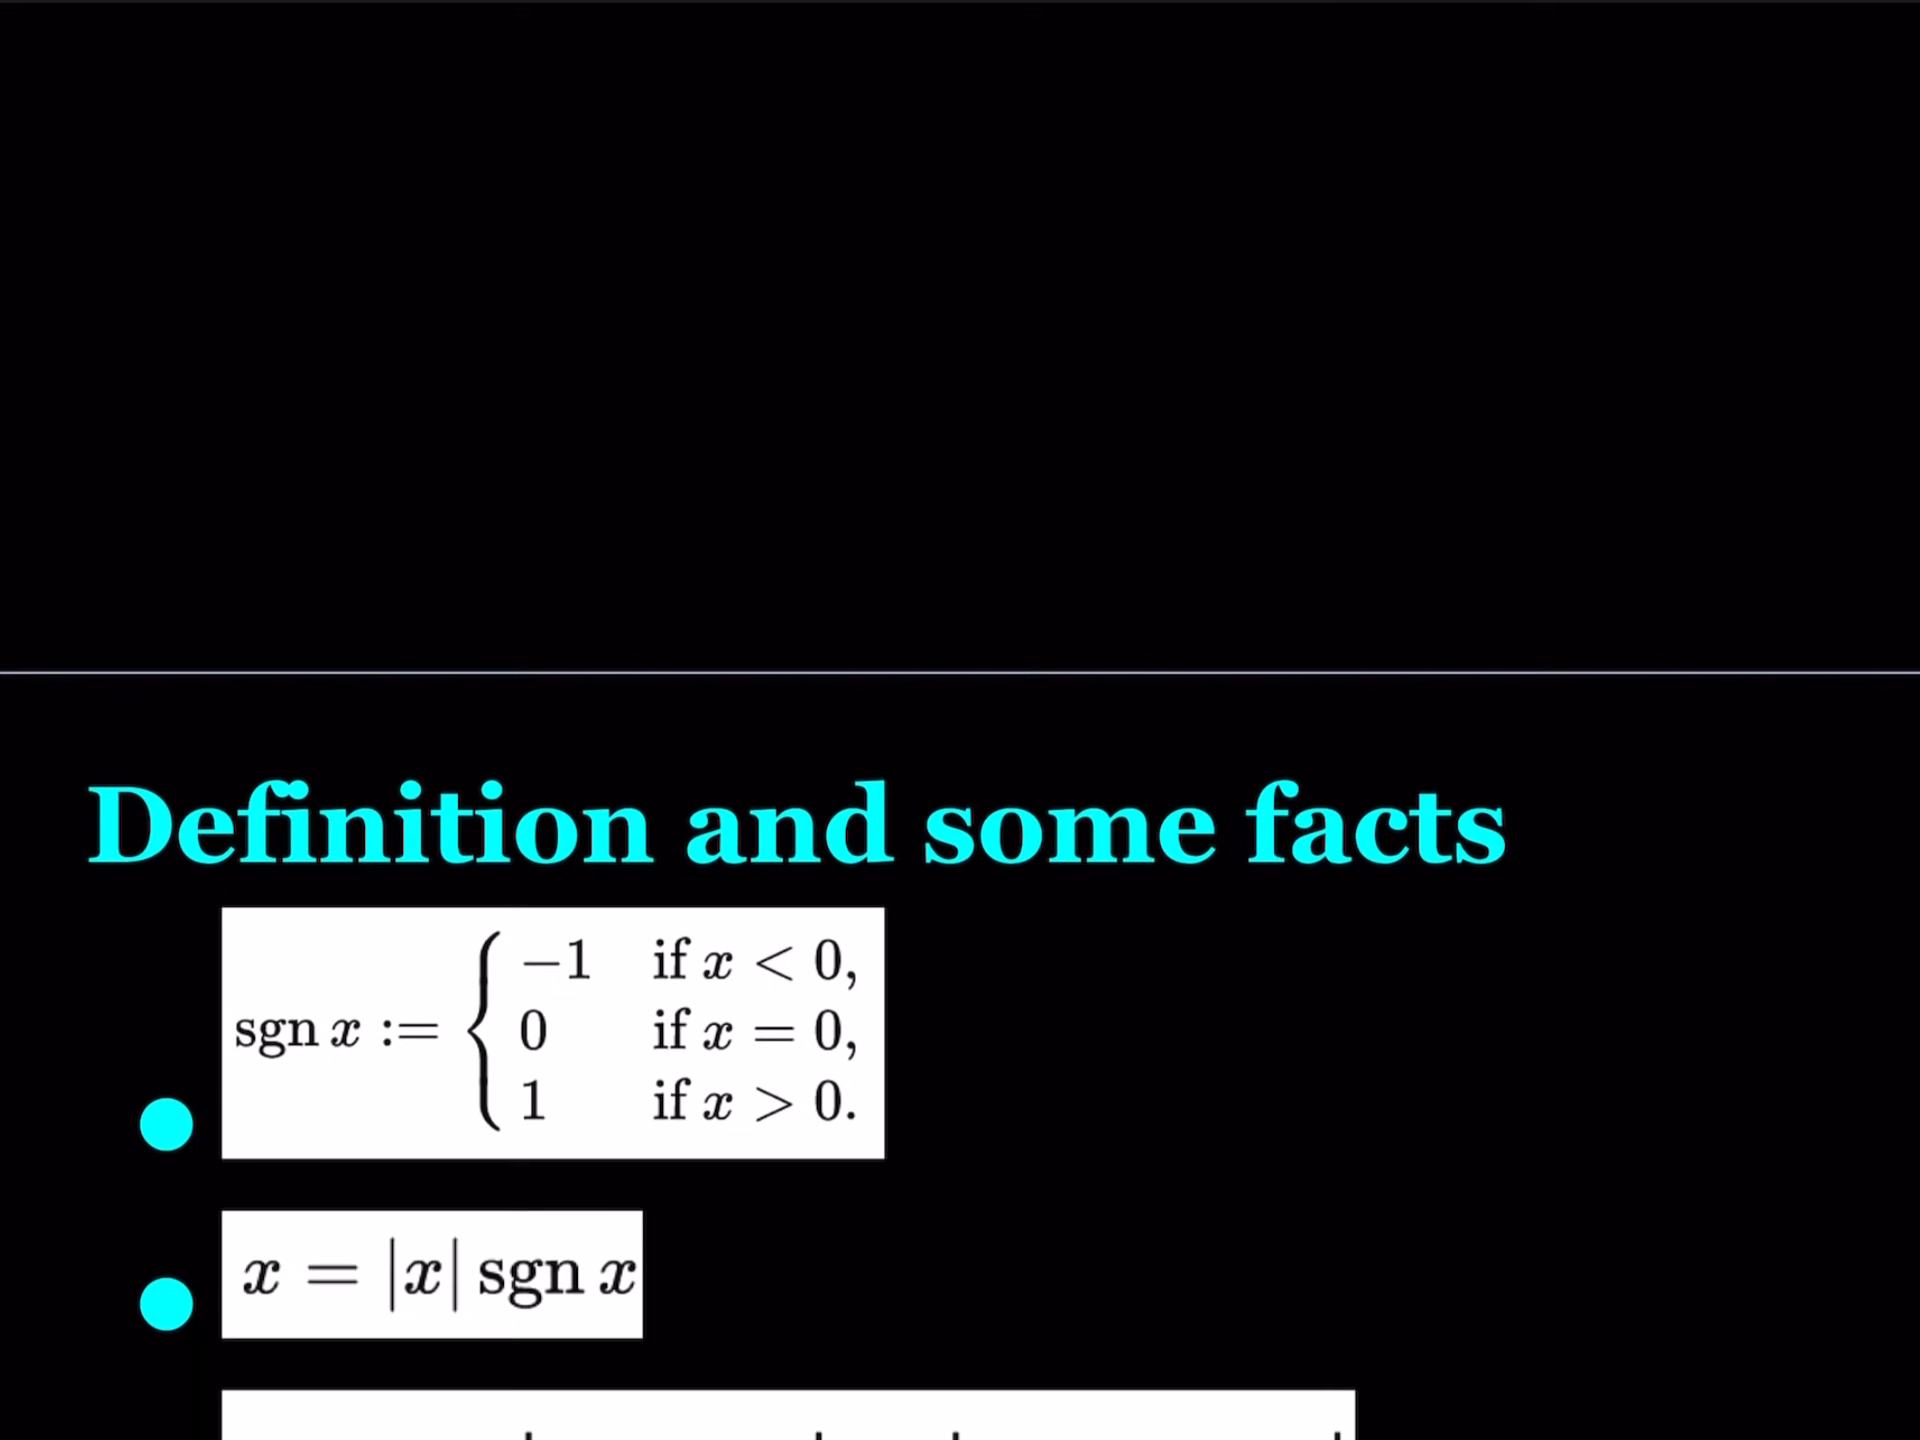 Definition and some facts
sgn x := { −1 if x < 0,
0 if x = 0,
1 if x > 0.
x = |x| sgn x